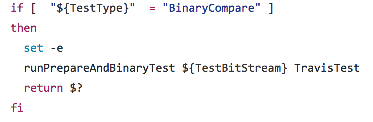 if [  "${TestType}"  = "BinaryCompare" ]
then
  set -e
  runPrepareAndBinaryTest ${TestBitStream} TravisTest
  return $?
fi